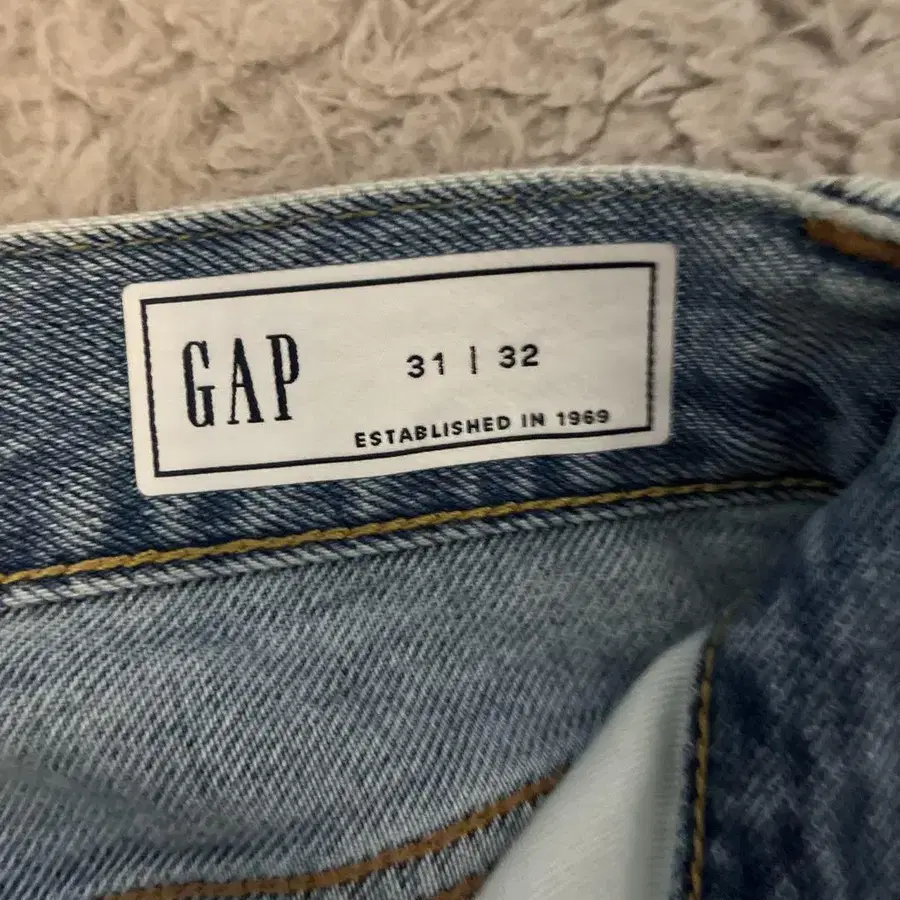 GAP
31 | 32
ESTABLISHED IN 1969